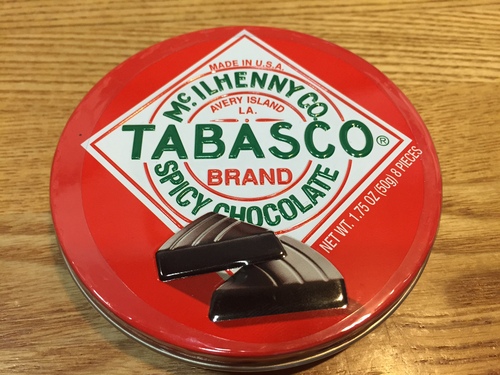 MADE IN U.S.A.
McILHENNY CO.
AVERY ISLAND
LA.
TABASCO®
BRAND
SPICY CHOCOLATE
NET WT. 1.75 OZ (50g) 8 PIECES